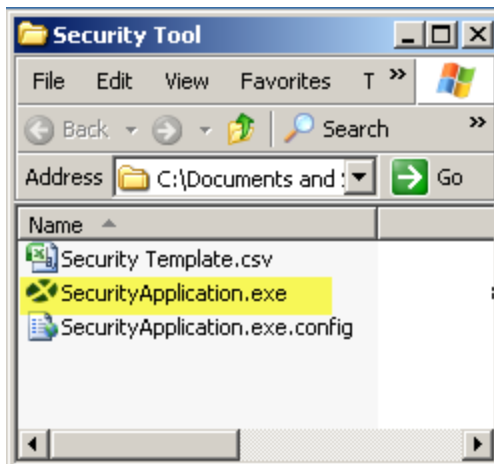 Security Tool
File Edit View Favorites T »
Back Search »
Address C:\Documents and Go
Name
Security Template.csv
SecurityApplication.exe
SecurityApplication.exe.config